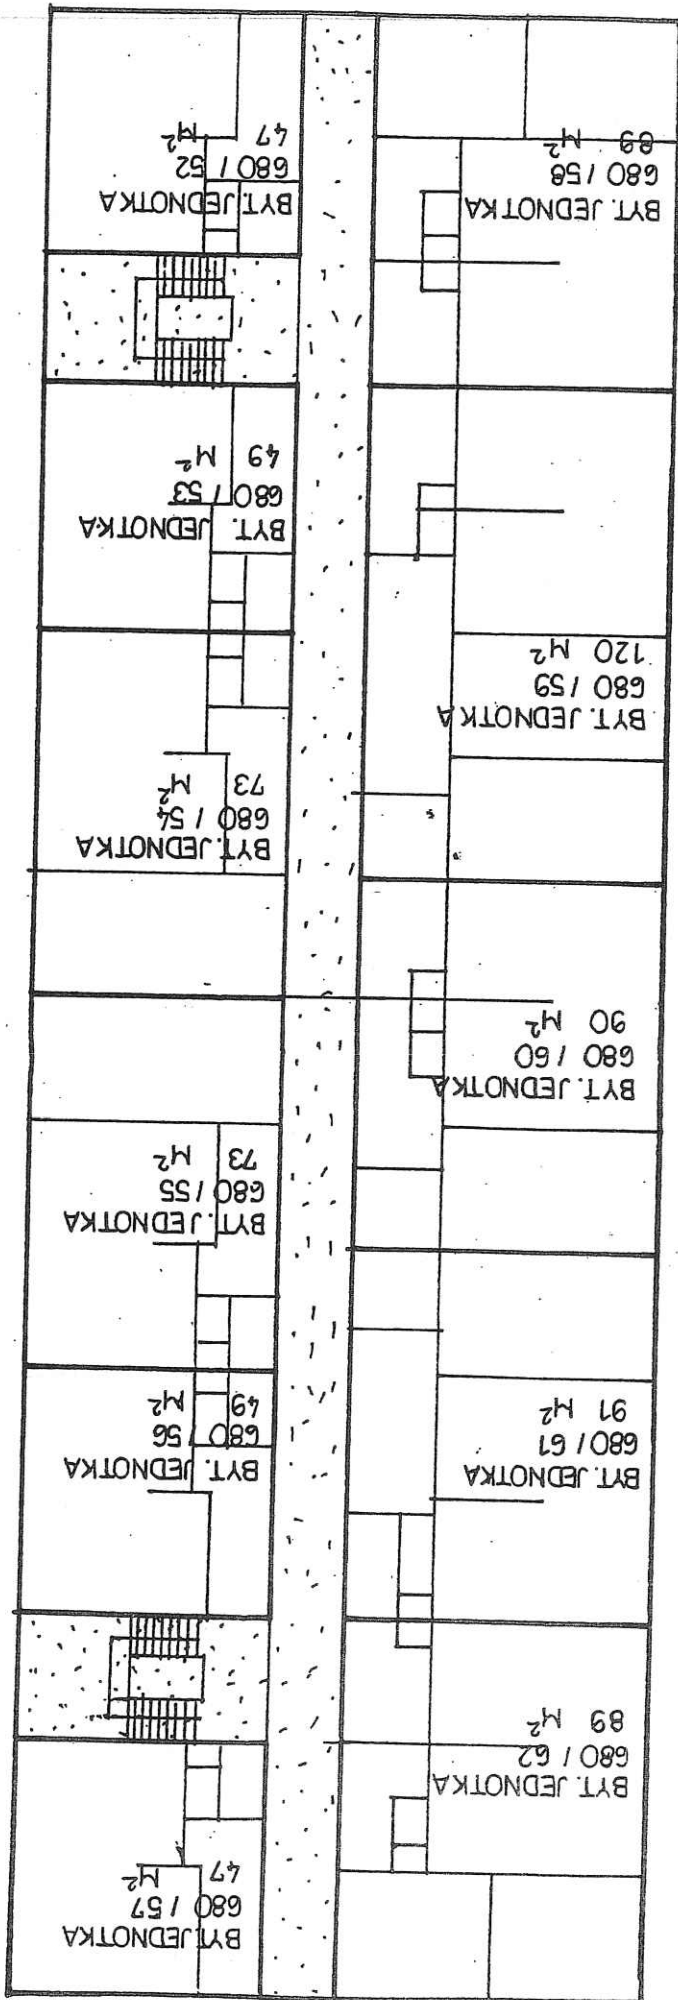 BYT. JEDNOTKA
680 / 62
89 M²
BYT. JEDNOTKA
680 / 61
91 M²
BYT. JEDNOTKA
680 / 60
90 M²
BYT. JEDNOTKA
680 / 59
120 M²
BYT. JEDNOTKA
680 / 58
89 M²
BYT. JEDNOTKA
680 / 57
47 M²
BYT. JEDNOTKA
680 / 56
49 M²
BYT. JEDNOTKA
680 / 55
73 M²
BYT. JEDNOTKA
680 / 54
73 M²
BYT. JEDNOTKA
680 / 53
49 M²
BYT. JEDNOTKA
680 / 52
47 M²